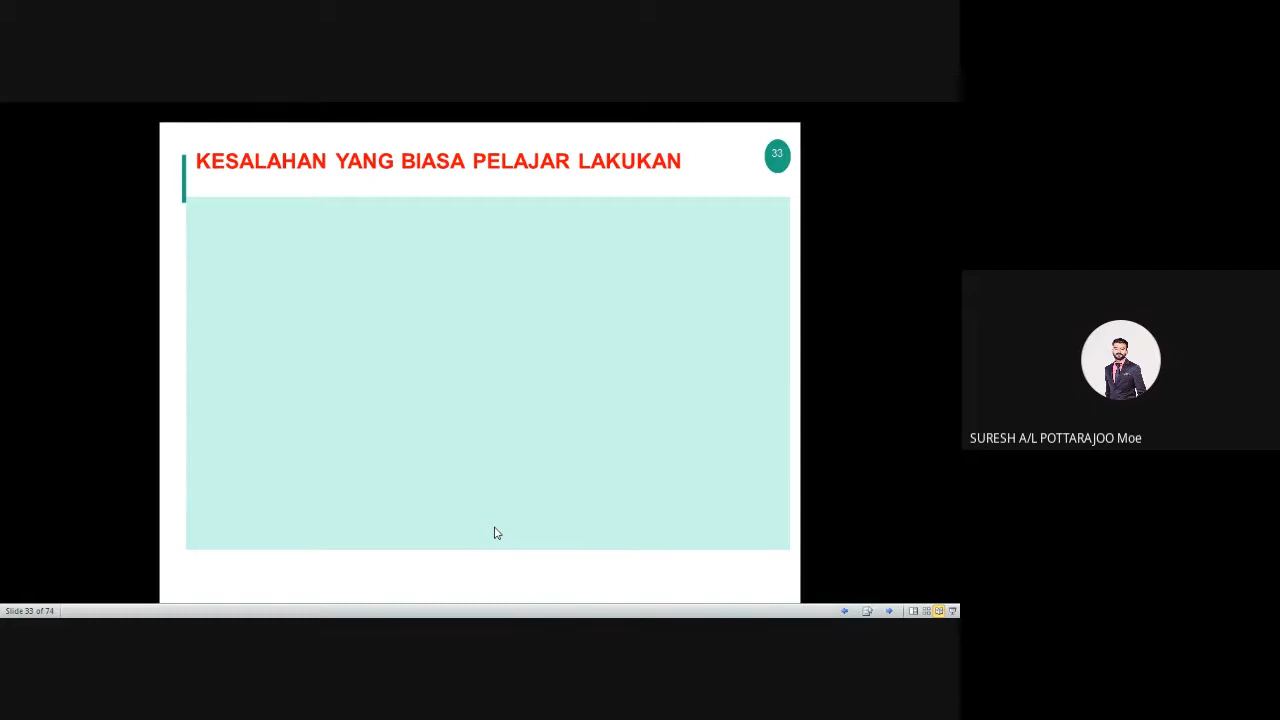 KESALAHAN YANG BIASA PELAJAR LAKUKAN
33
SURESH A/L POTTARAJOO Moe
Slide 33 of 74